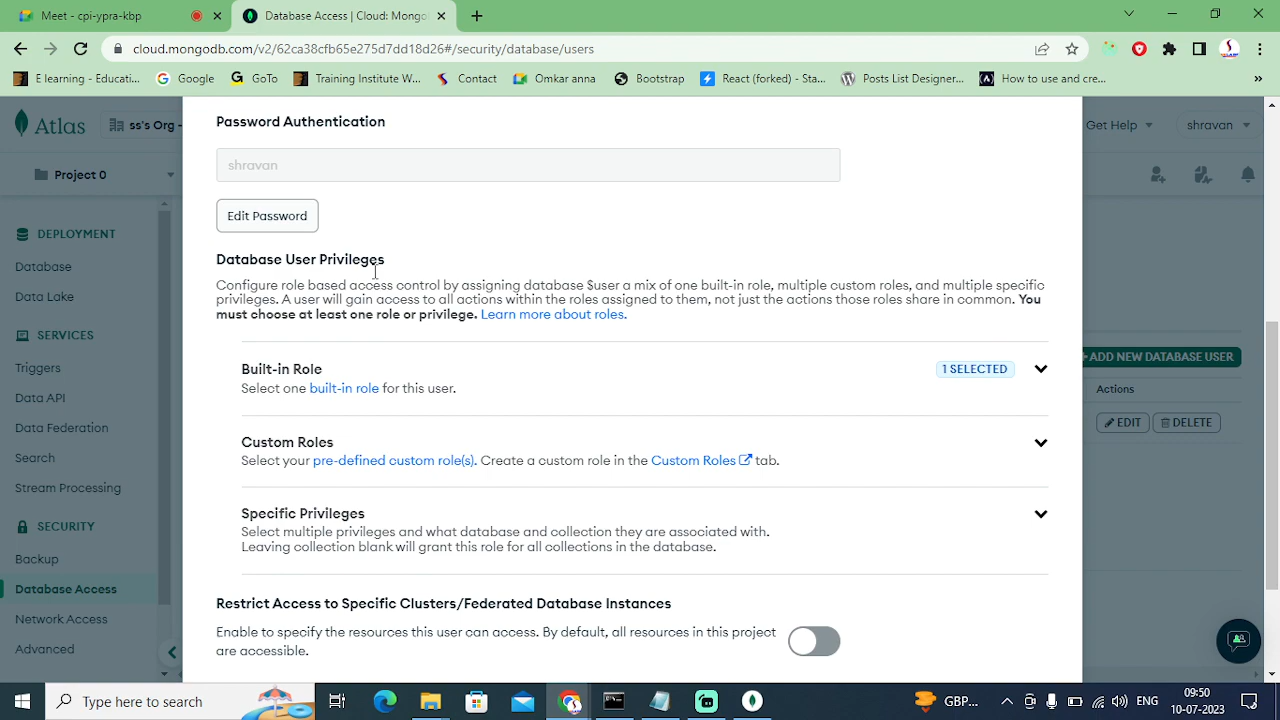 Meet - cpi-ypra-kbp
Database Access | Cloud: Mongo
cloud.mongodb.com/v2/62ca38cfb65e275d7dd18d26#/security/database/users
E learning - Educati...
Google
GoTo
Training Institute W...
Contact
Omkar anna
Bootstrap
React (forked) - Sta...
Posts List Designer...
How to use and cre...
»
Atlas
ss's Org -
Get Help
shravan
Project 0
DEPLOYMENT
Database
Data Lake
SERVICES
Triggers
Data API
Data Federation
Search
Stream Processing
SECURITY
Backup
Database Access
Network Access
Advanced
Password Authentication
shravan
Edit Password
Database User Privileges
Configure role based access control by assigning database $user a mix of one built-in role, multiple custom roles, and multiple specific
privileges. A user will gain access to all actions within the roles assigned to them, not just the actions those roles share in common. You
must choose at least one role or privilege. Learn more about roles.
Built-in Role
1 SELECTED
Select one built-in role for this user.
Custom Roles
Select your pre-defined custom role(s). Create a custom role in the Custom Roles tab.
Specific Privileges
Select multiple privileges and what database and collection they are associated with.
Leaving collection blank will grant this role for all collections in the database.
Restrict Access to Specific Clusters/Federated Database Instances
Enable to specify the resources this user can access. By default, all resources in this project
are accessible.
+ADD NEW DATABASE USER
Actions
EDIT
DELETE
Type here to search
GBP...
ENG
09:50
10-07-2023